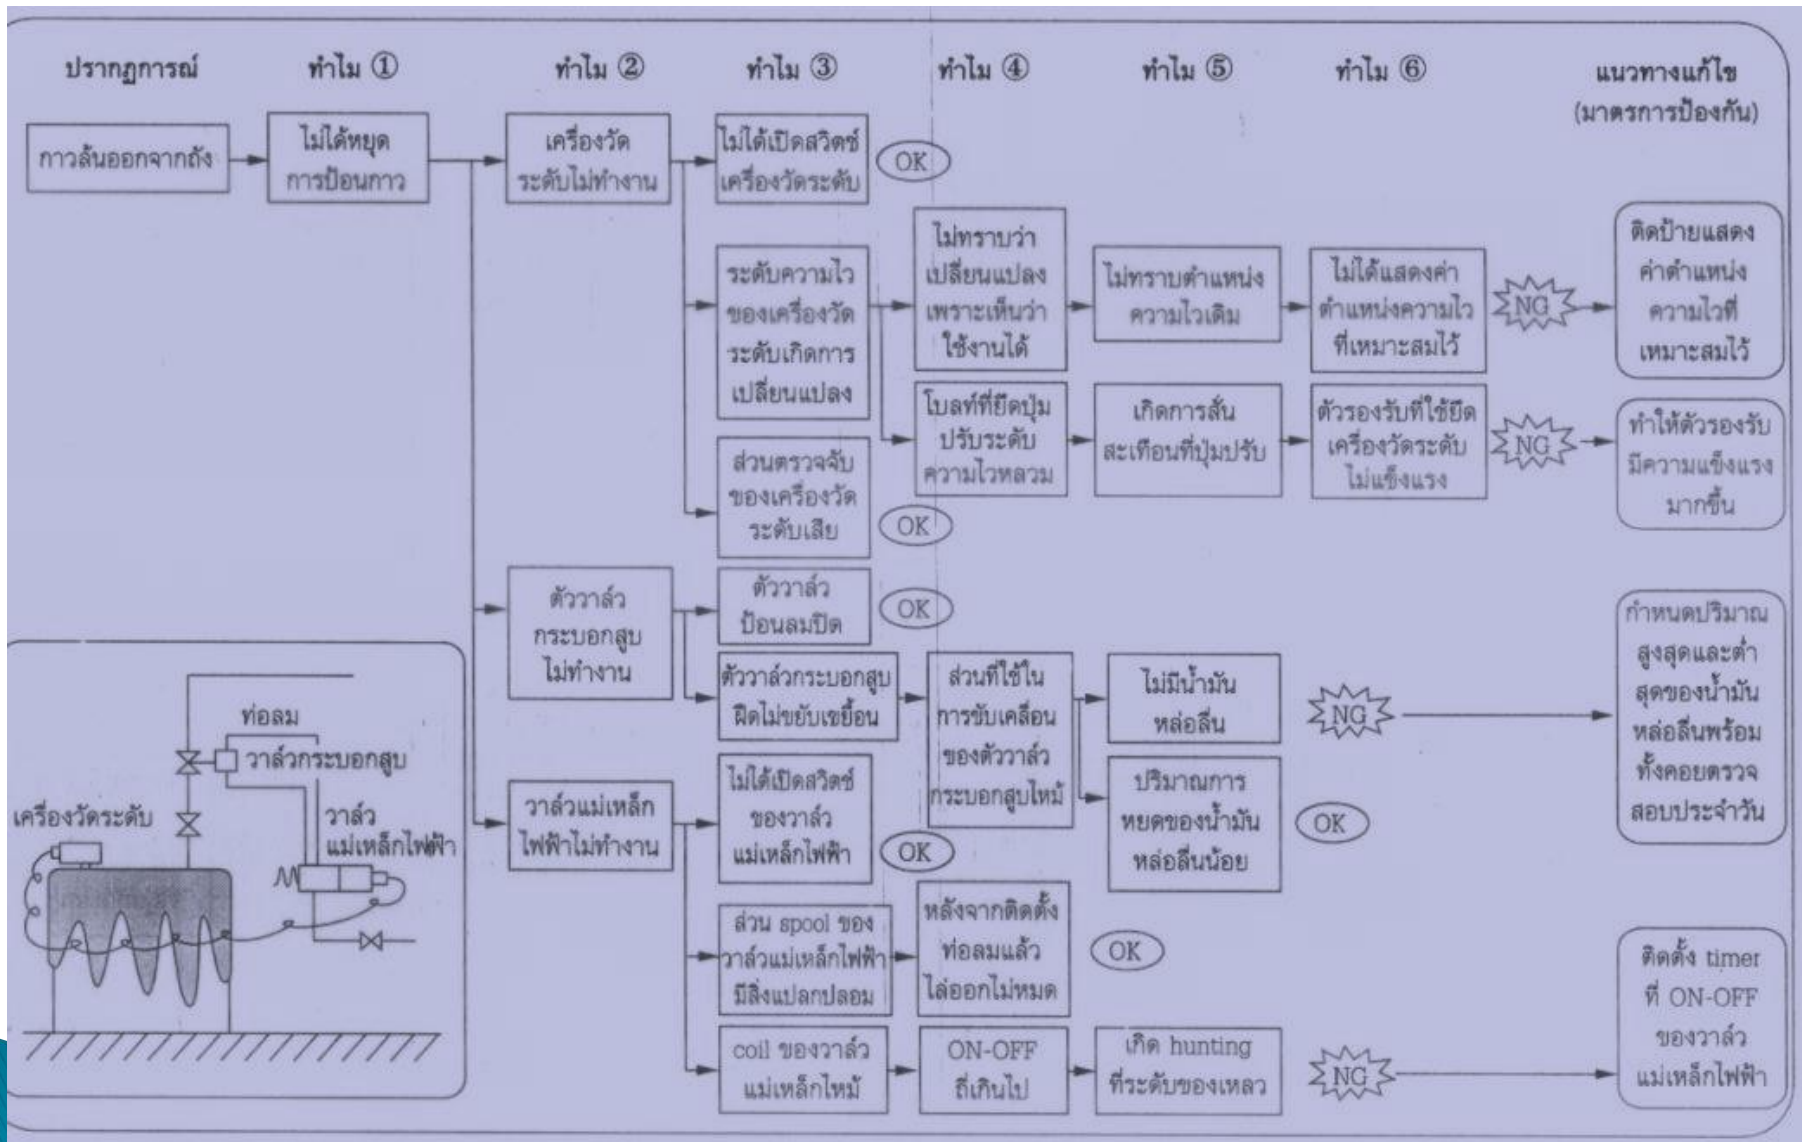 ปรากฏการณ์
ทำไม ①
ทำไม ②
ทำไม ③
ทำไม ④
ทำไม ⑤
ทำไม ⑥
แนวทางแก้ไข
(มาตรการป้องกัน)
กาวล้นออกจากถัง
ไม่ได้หยุด
การป้อนกาว
เครื่องวัด
ระดับไม่ทำงาน
ไม่ได้เปิดสวิตช์
เครื่องวัดระดับ
OK
ระดับความไว
ของเครื่องวัด
ระดับเกิดการ
เปลี่ยนแปลง
ไม่ทราบว่า
เปลี่ยนแปลง
เพราะเห็นว่า
ใช้งานได้
ไม่ทราบตำแหน่ง
ความไวเดิม
ไม่ได้แสดงค่า
ตำแหน่งความไว
ที่เหมาะสมไว้
NG
ติดป้ายแสดง
ค่าตำแหน่ง
ความไวที่
เหมาะสมไว้
โบลท์ที่ยึดปุ่ม
ปรับระดับ
ความไวหลวม
เกิดการสั่น
สะเทือนที่ปุ่มปรับ
ตัวรองรับที่ใช้ยึด
เครื่องวัดระดับ
ไม่แข็งแรง
NG
ทำให้ตัวรองรับ
มีความแข็งแรง
มากขึ้น
ส่วนตรวจจับ
ของเครื่องวัด
ระดับเสีย
OK
ตัววาล์ว
กระบอกสูบ
ไม่ทำงาน
ตัววาล์ว
ป้อนลมปิด
OK
ตัววาล์วกระบอกสูบ
ฝืดไม่ขยับเขยื้อน
ส่วนที่ใช้ใน
การขับเคลื่อน
ของตัววาล์ว
กระบอกสูบไหม้
ไม่มีน้ำมัน
หล่อลื่น
NG
กำหนดปริมาณ
สูงสุดและต่ำ
สุดของน้ำมัน
หล่อลื่นพร้อม
ทั้งคอยตรวจ
สอบประจำวัน
ปริมาณการ
หยดของน้ำมัน
หล่อลื่นน้อย
OK
วาล์วแม่เหล็ก
ไฟฟ้าไม่ทำงาน
ไม่ได้เปิดสวิตช์
ของวาล์ว
แม่เหล็กไฟฟ้า
OK
ส่วน spool ของ
วาล์วแม่เหล็กไฟฟ้า
มีสิ่งแปลกปลอม
หลังจากติดตั้ง
ท่อลมแล้ว
ไล่ออกไม่หมด
OK
coil ของวาล์ว
แม่เหล็กไหม้
ON-OFF
ถี่เกินไป
เกิด hunting
ที่ระดับของเหลว
NG
ติดตั้ง timer
ที่ ON-OFF
ของวาล์ว
แม่เหล็กไฟฟ้า
ท่อลม
วาล์วกระบอกสูบ
เครื่องวัดระดับ
วาล์ว
แม่เหล็กไฟฟ้า